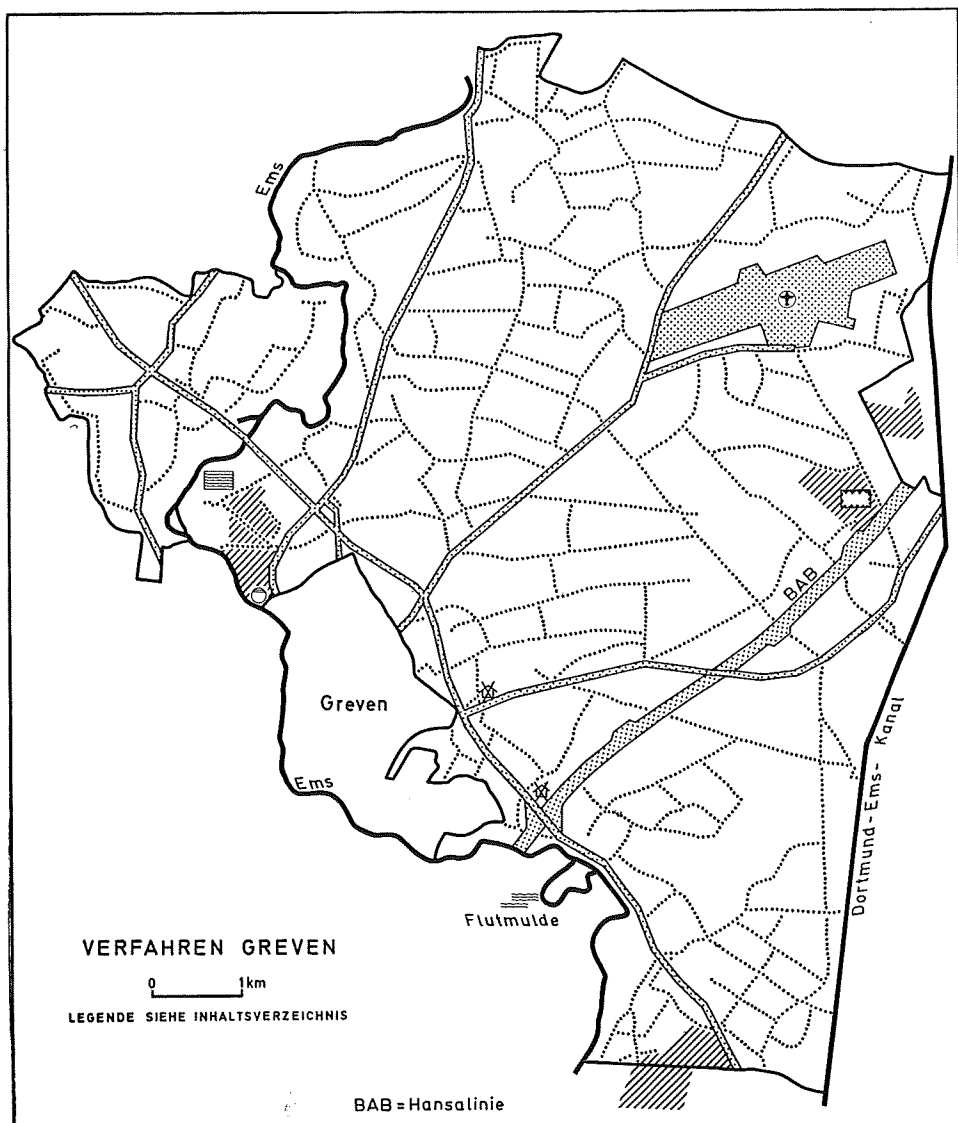 Ems
BAB
Greven
Ems
Dortmund-Ems-Kanal
Flutmulde
VERFAHREN GREVEN
0 1km
LEGENDE SIEHE INHALTSVERZEICHNIS
BAB = Hansalinie